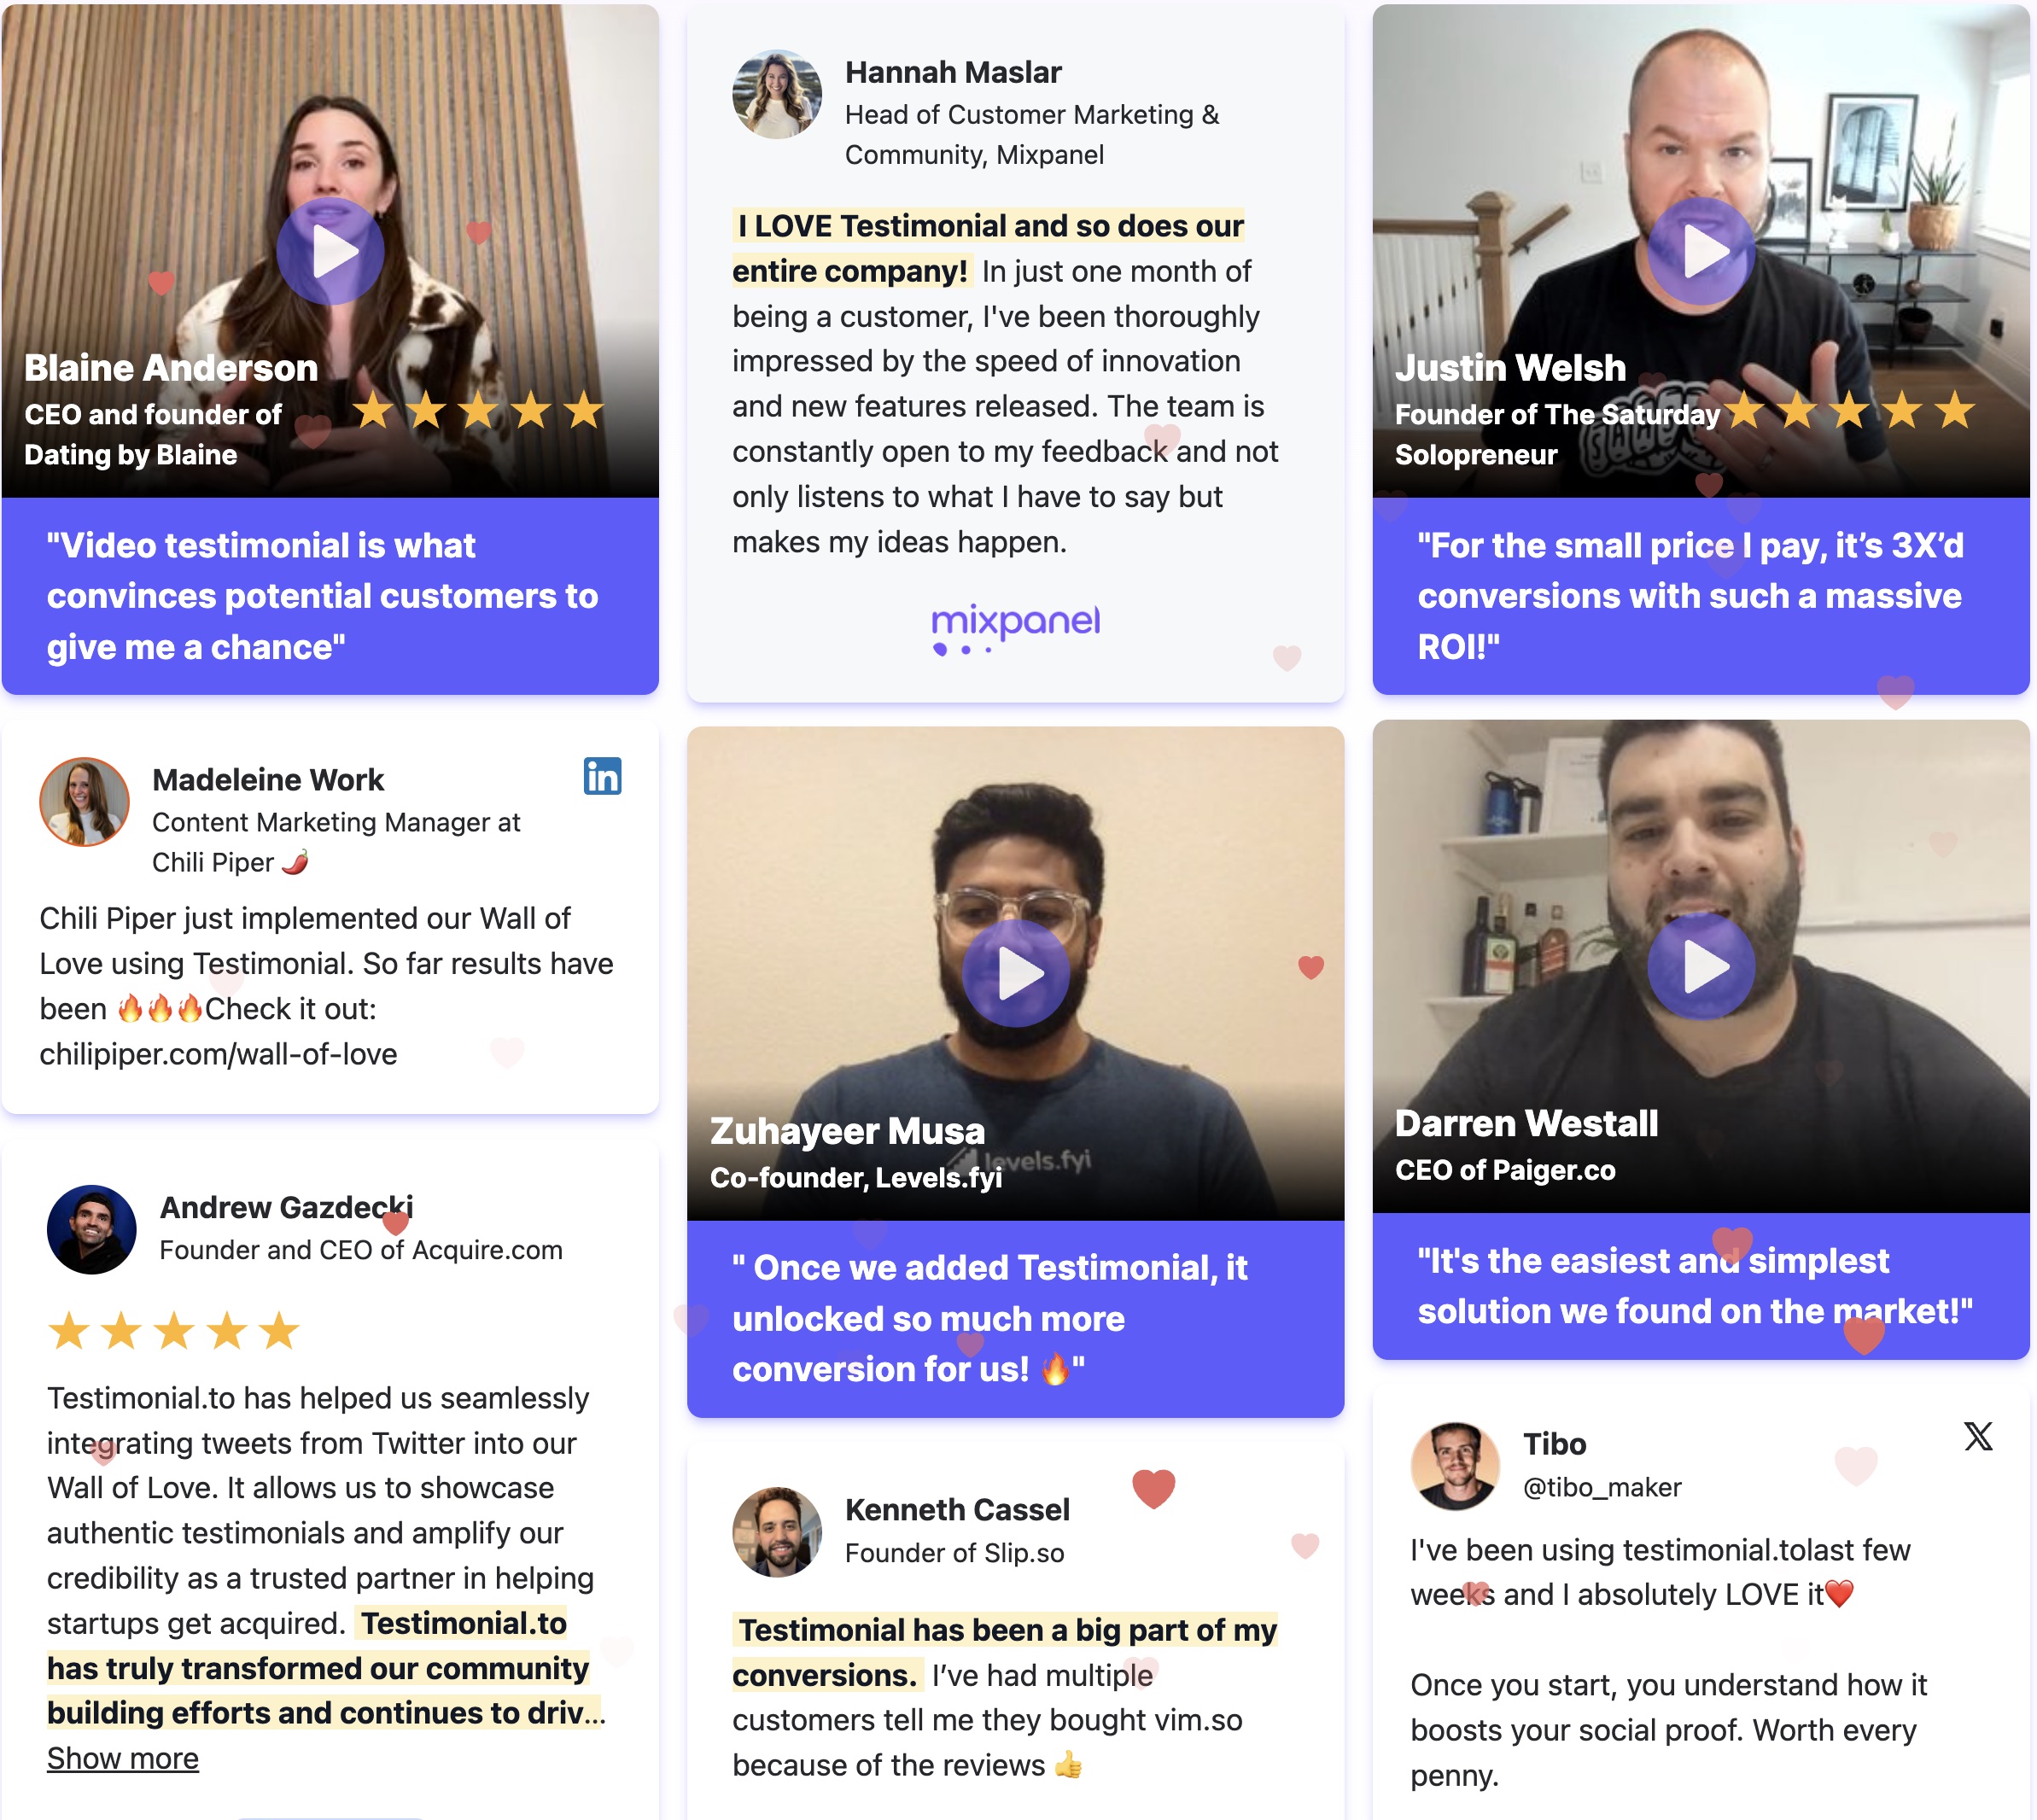 Blaine Anderson
CEO and founder of
Dating by Blaine
"Video testimonial is what
convinces potential customers to
give me a chance"
Madeleine Work
in
Content Marketing Manager at
Chili Piper 🌶️
Chili Piper just implemented our Wall of
Love using Testimonial. So far results have
been 🔥🔥🔥Check it out:
chilipiper.com/wall-of-love
Andrew Gazdecki
Founder and CEO of Acquire.com
Testimonial.to has helped us seamlessly
integrating tweets from Twitter into our
Wall of Love. It allows us to showcase
authentic testimonials and amplify our
credibility as a trusted partner in helping
startups get acquired. Testimonial.to
has truly transformed our community
building efforts and continues to driv...
Show more
Hannah Maslar
Head of Customer Marketing &
Community, Mixpanel
I LOVE Testimonial and so does our
entire company! In just one month of
being a customer, I've been thoroughly
impressed by the speed of innovation
and new features released. The team is
constantly open to my feedback and not
only listens to what I have to say but
makes my ideas happen.
mixpanel
levels.fyi
Zuhayeer Musa
Co-founder, Levels.fyi
" Once we added Testimonial, it
unlocked so much more
conversion for us! 🔥"
Kenneth Cassel
Founder of Slip.so
Testimonial has been a big part of my
conversions. I’ve had multiple
customers tell me they bought vim.so
because of the reviews 👍
Justin Welsh
Founder of The Saturday
Solopreneur
"For the small price I pay, it’s 3X’d
conversions with such a massive
ROI!"
Darren Westall
CEO of Paiger.co
"It's the easiest and simplest
solution we found on the market!"
Tibo
X
@tibo_maker
I've been using testimonial.tolast few
weeks and I absolutely LOVE it❤️
Once you start, you understand how it
boosts your social proof. Worth every
penny.